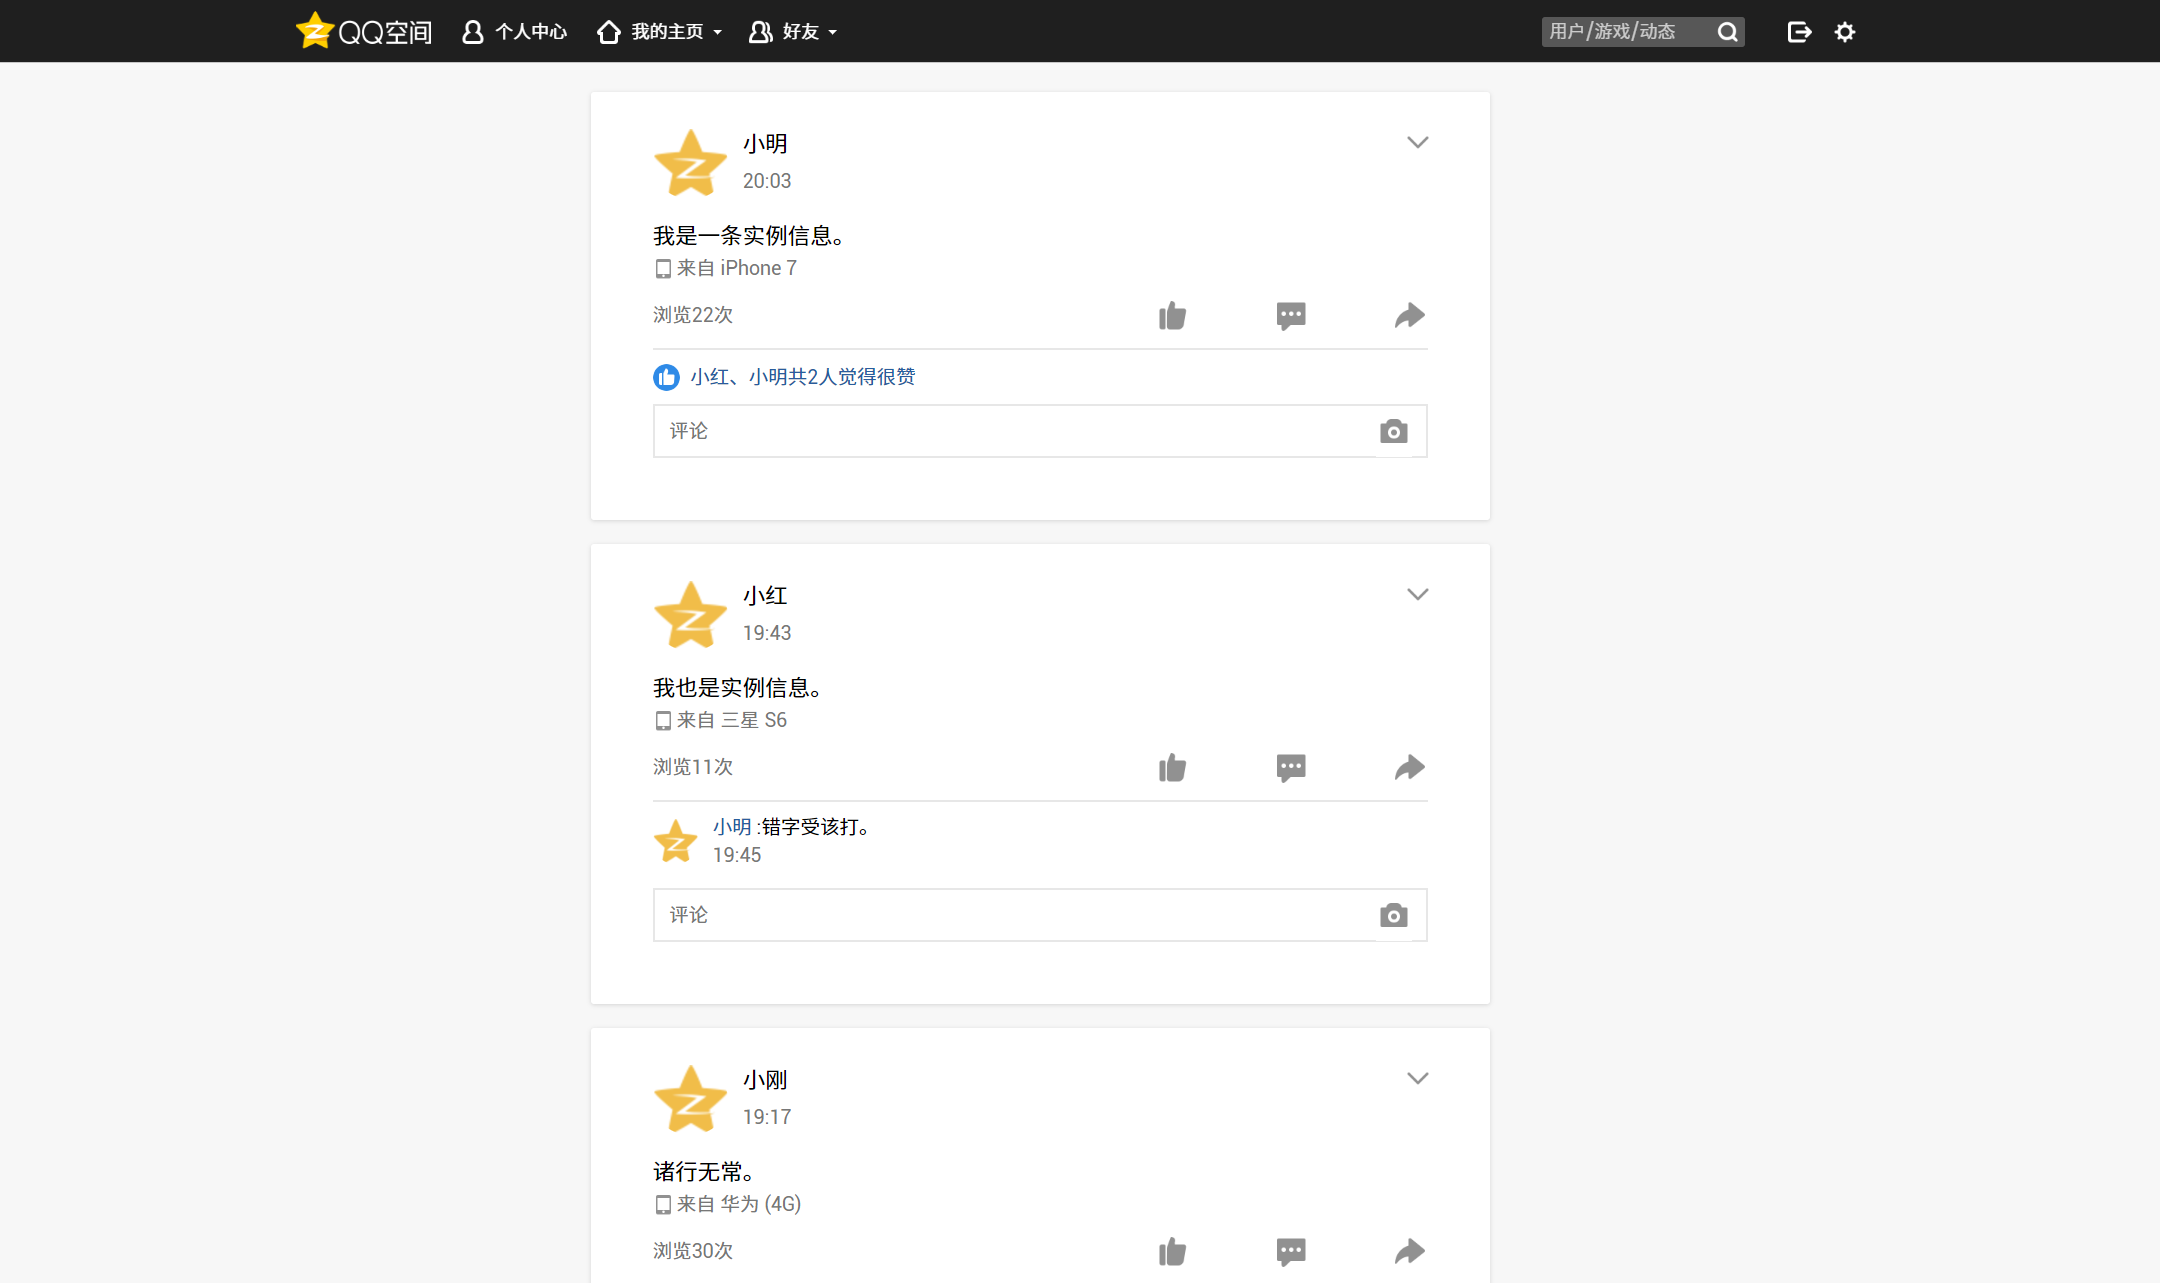 QQ空间 个人中心 我的主页 好友 用户/游戏/动态
小明
20:03
我是一条实例信息。
来自 iPhone 7
浏览22次
小红、小明共2人觉得很赞
评论
小红
19:43
我也是实例信息。
来自 三星 S6
浏览11次
小明 :错字受该打。
19:45
评论
小刚
19:17
诸行无常。
来自 华为 (4G)
浏览30次